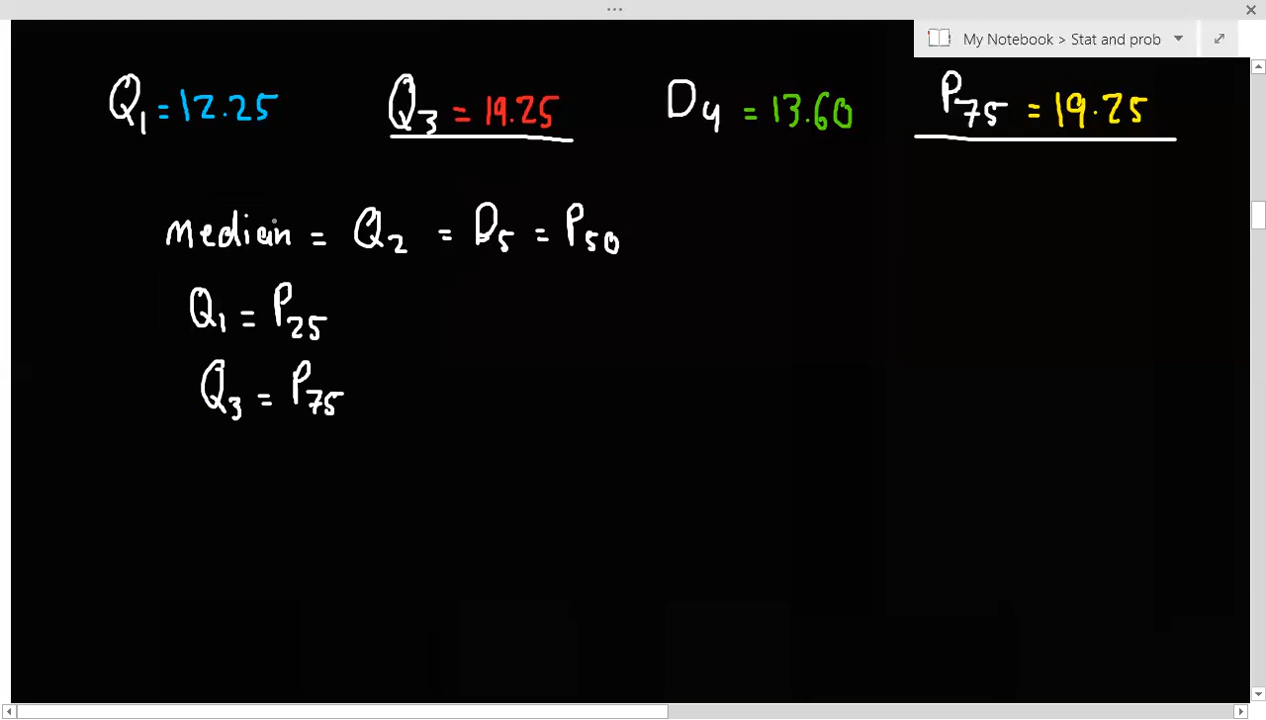 My Notebook > Stat and prob
Q1 = 12.25 Q3 = 19.25 D4 = 13.60 P75 = 19.25
median = Q2 = D5 = P50
Q1 = P25
Q3 = P75